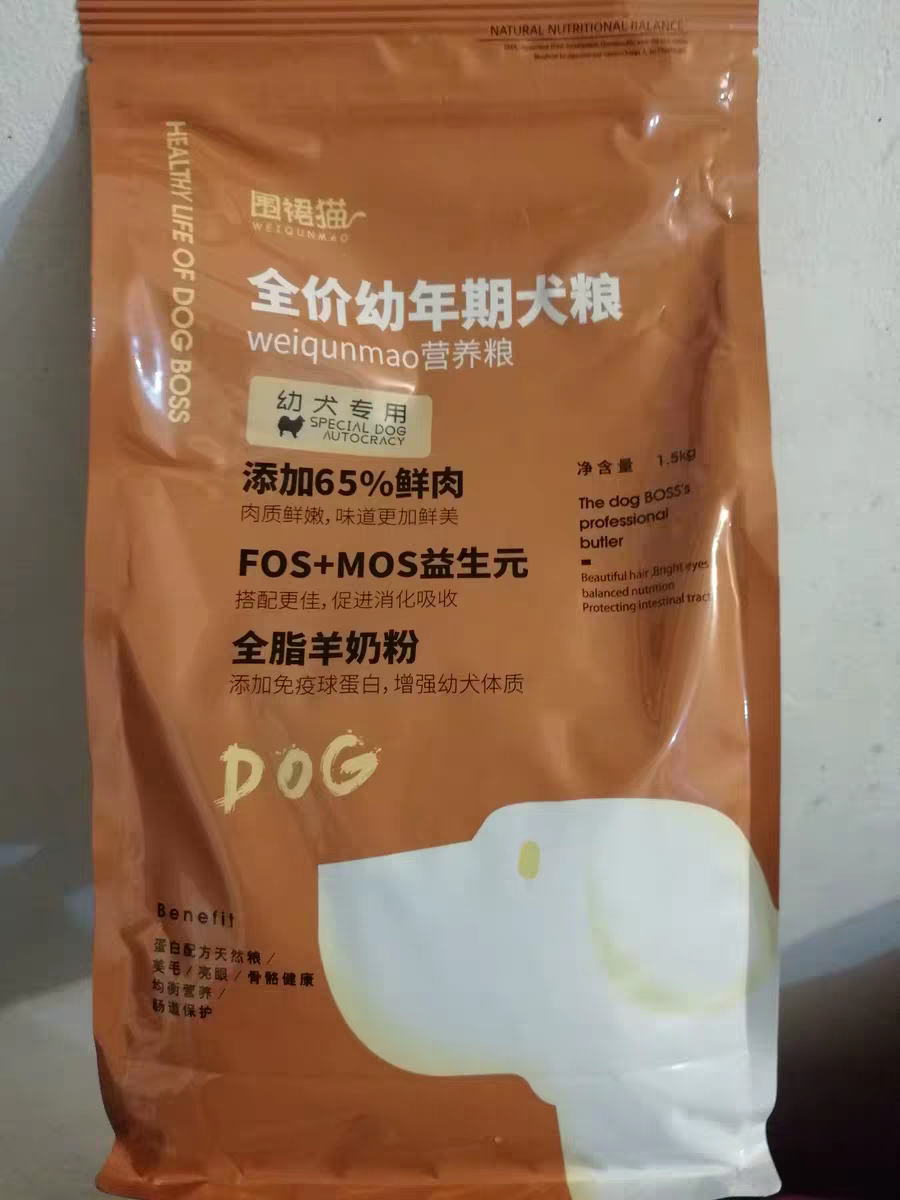 NATURAL NUTRITIONAL BALANCE
HEALTHY LIFE OF DOG BOSS
围裙猫
WEIQUNMAO
全价幼年期犬粮
weiqunmao营养粮
幼犬专用
SPECIAL DOG
AUTOCRACY
添加65%鲜肉
肉质鲜嫩,味道更加鲜美
净含量 1.5kg
The dog BOSS's
professional
butler
FOS+MOS益生元
搭配更佳,促进消化吸收
Beautiful hair ,Bright eyes
balanced nutrition
Protecting intestinal tract
全脂羊奶粉
添加免疫球蛋白,增强幼犬体质
DOG
Benefit
蛋白配方天然粮/
美毛/亮眼/骨骼健康
均衡营养/
肠道保护